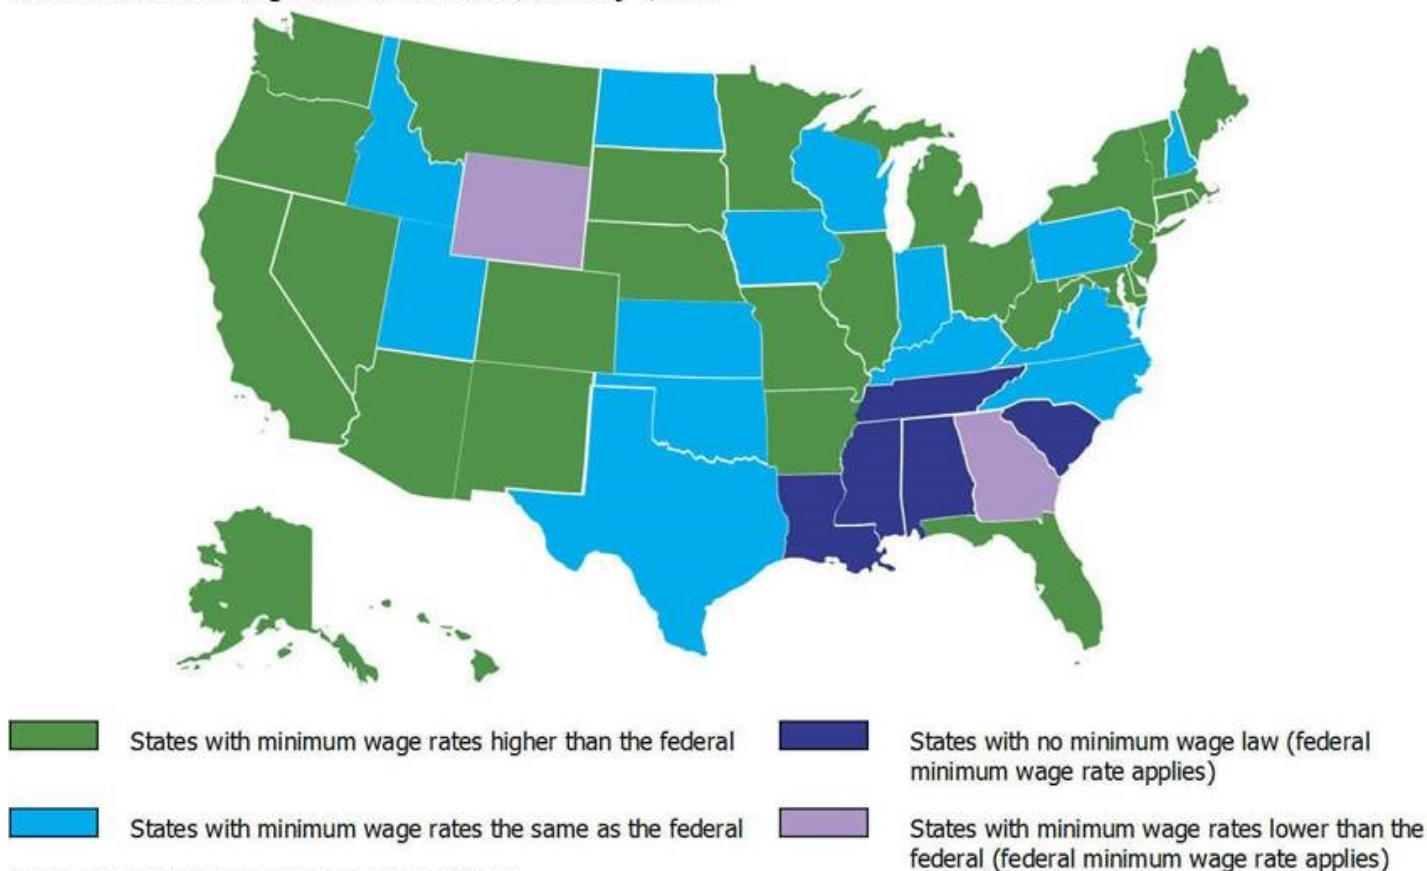 States with minimum wage rates higher than the federal
States with no minimum wage law (federal
minimum wage rate applies)
States with minimum wage rates the same as the federal
States with minimum wage rates lower than the
federal (federal minimum wage rate applies)